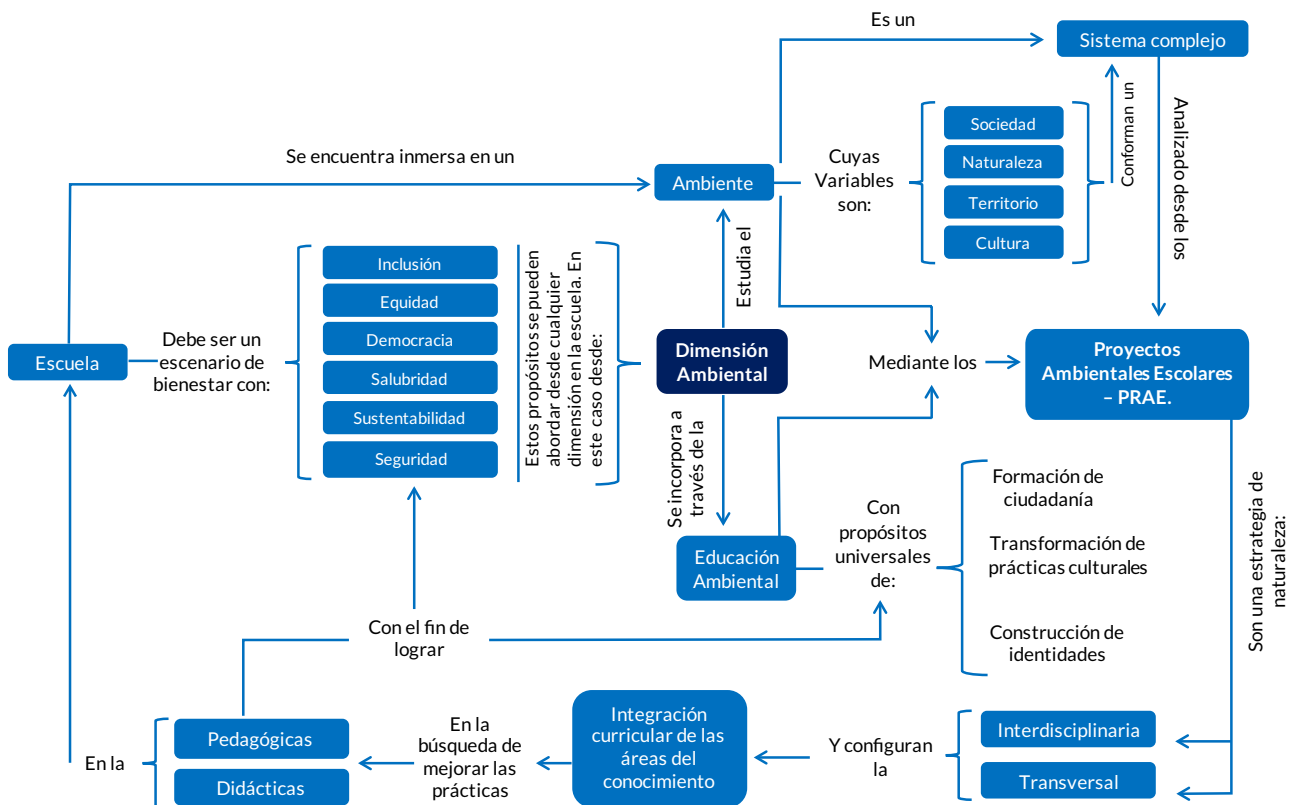 Es un
Sistema complejo
Conforman un
Analizado desde los
Sociedad
Naturaleza
Territorio
Cultura
Cuyas
Variables
son:
Se encuentra inmersa en un
Ambiente
Estudia el
Inclusión
Equidad
Democracia
Salubridad
Sustentabilidad
Seguridad
Estos propósitos se pueden
abordar desde cualquier
dimensión en la escuela. En
este caso desde:
Debe ser un
escenario de
bienestar con:
Escuela
Dimensión
Ambiental
Mediante los
Proyectos
Ambientales Escolares
– PRAE.
Se incorpora a
través de la
Educación
Ambiental
Con
propósitos
universales
de:
Formación de
ciudadanía
Transformación de
prácticas culturales
Construcción de
identidades
Son una estrategia de
naturaleza:
Con el fin de
lograr
En la
Pedagógicas
Didácticas
En la
búsqueda de
mejorar las
prácticas
Integración
curricular de las
áreas del
conocimiento
Y configuran
la
Interdisciplinaria
Transversal